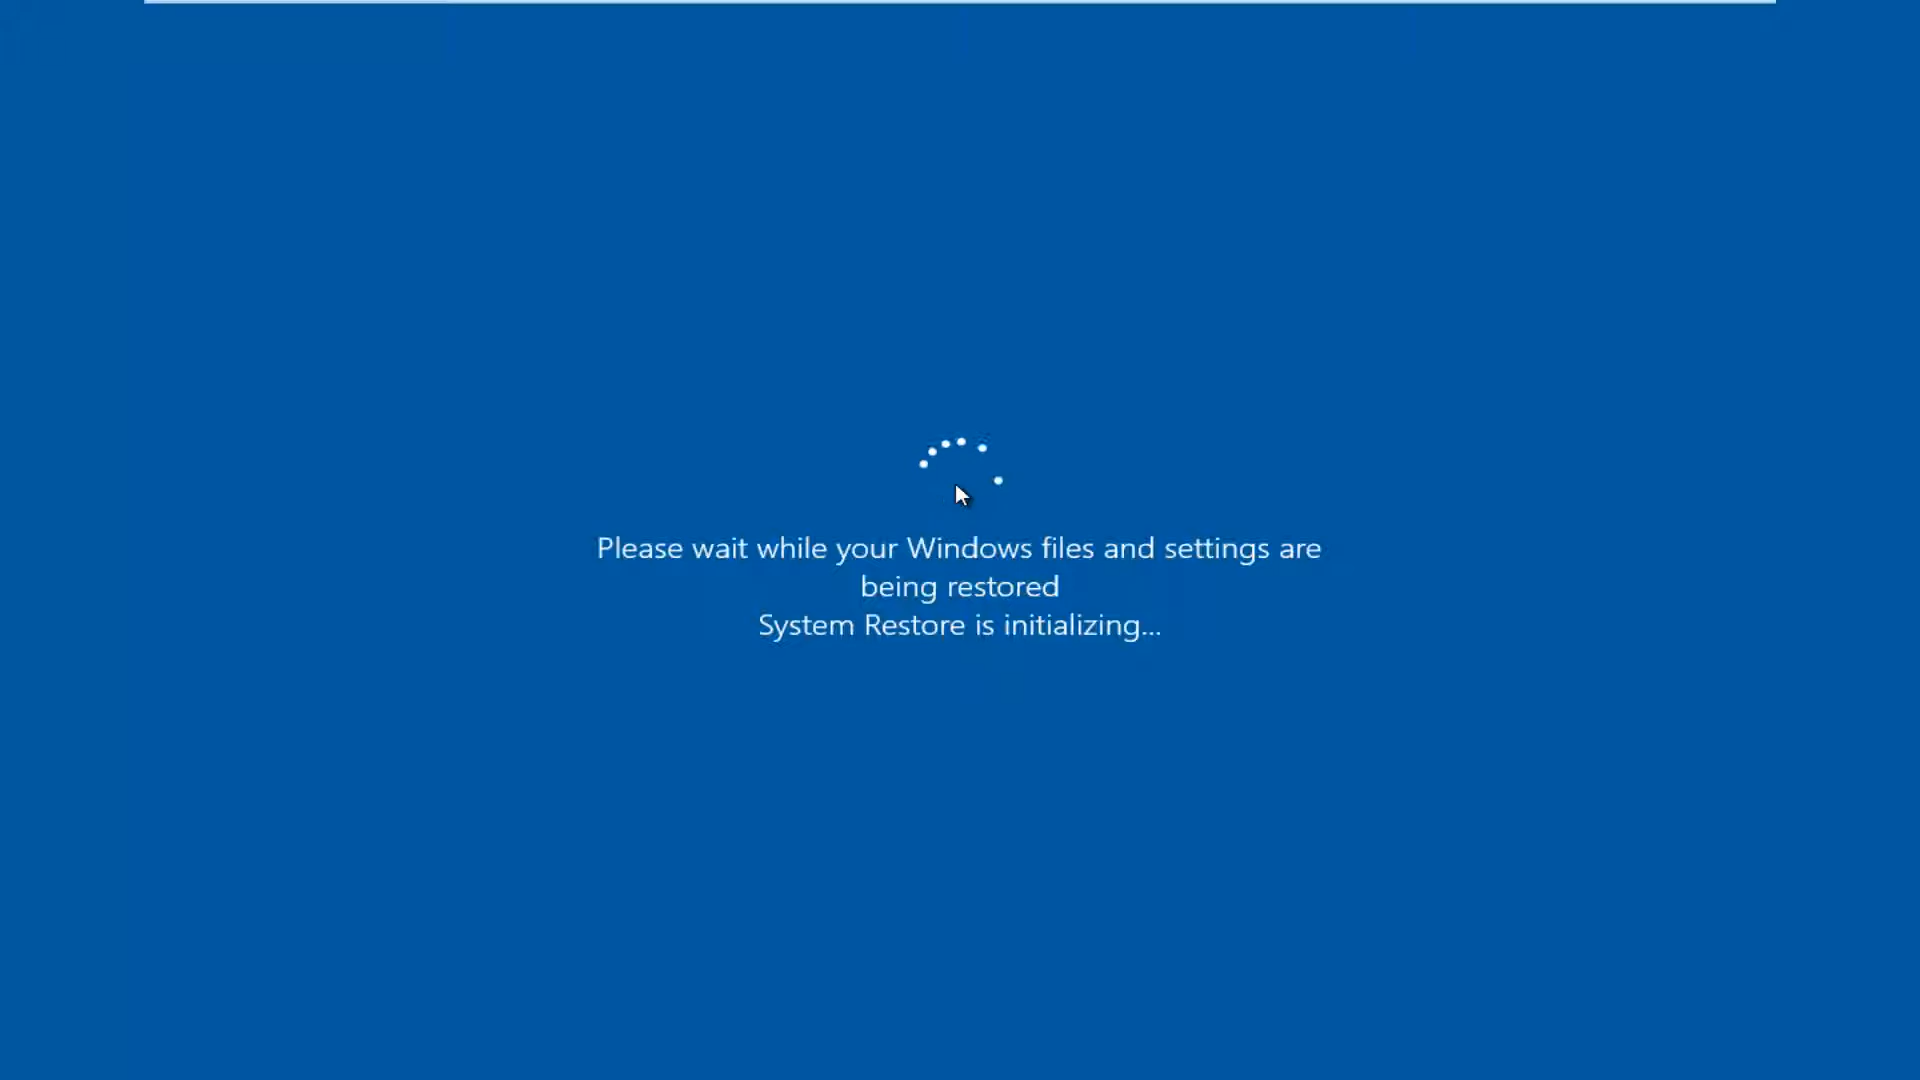 Please wait while your Windows files and settings are
being restored
System Restore is initializing...